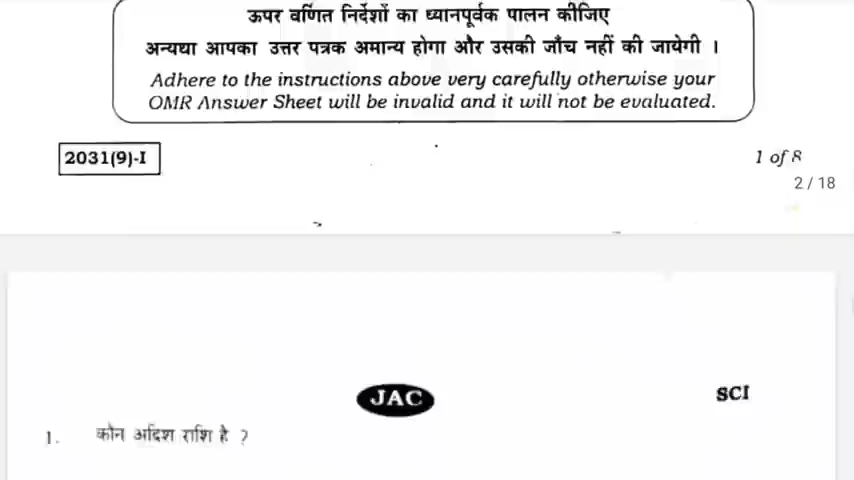 ऊपर वर्णित निर्देशों का ध्यानपूर्वक पालन कीजिए
अन्यथा आपका उत्तर पत्रक अमान्य होगा और उसकी जाँच नहीं की जायेगी ।
Adhere to the instructions above very carefully otherwise your
OMR Answer Sheet will be invalid and it will not be evaluated.
2031(9)-I
1 of 8
2 / 18
JAC
SCI
1. कौन अदिश राशि है ?